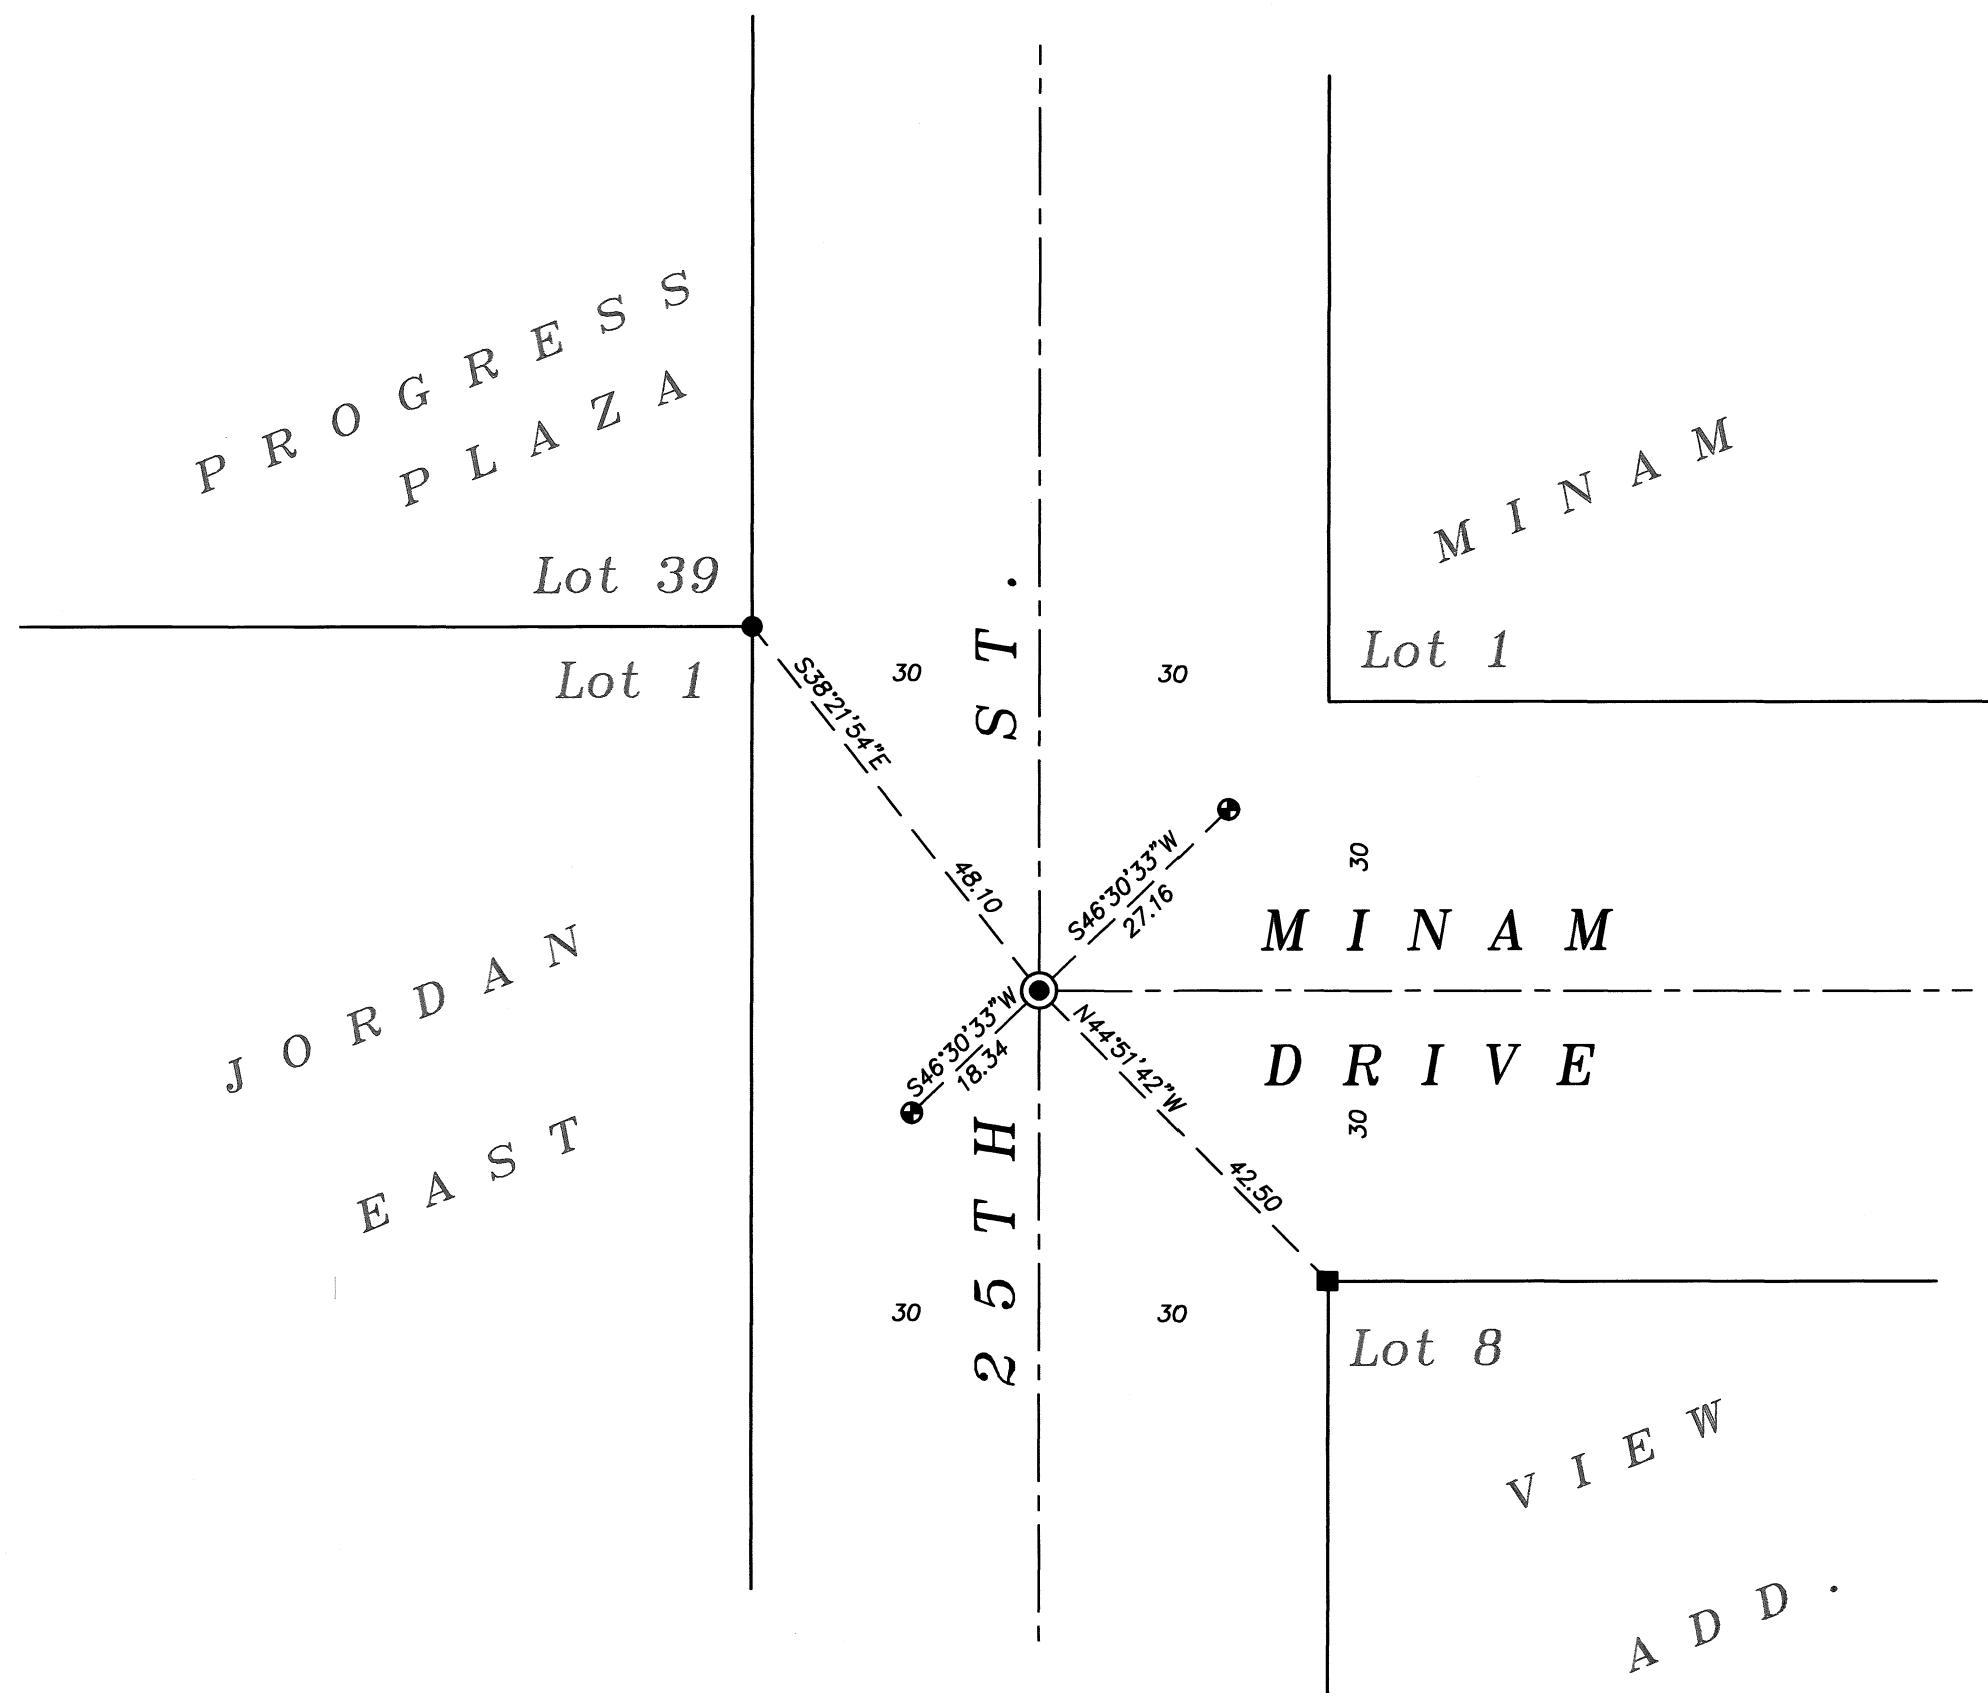 PROGRESS
PLAZA
Lot 39
Lot 1
MINAM
Lot 1
30
30
S38°21'54"E
48.10
25TH ST.
S46°30'33"W
27.16
30
MINAM
DRIVE
30
S46°30'33"W
18.34
N44°51'42"W
42.50
JORDAN
EAST
30
30
Lot 8
VIEW
ADD.